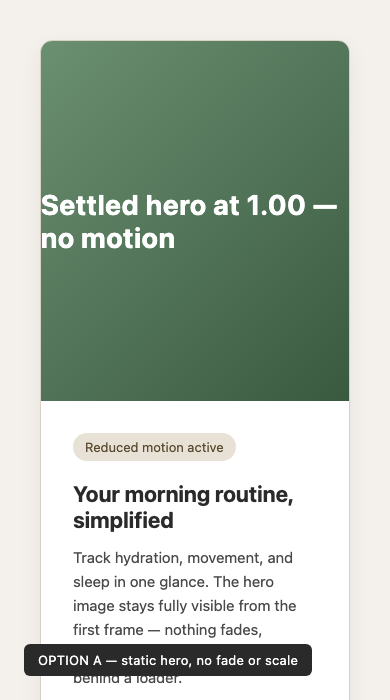 Settled hero at 1.00 —
no motion
Reduced motion active
Your morning routine,
simplified
Track hydration, movement, and
sleep in one glance. The hero
image stays fully visible from the
first frame — nothing fades,
OPTION A — static hero, no fade or scale
behind a loader.